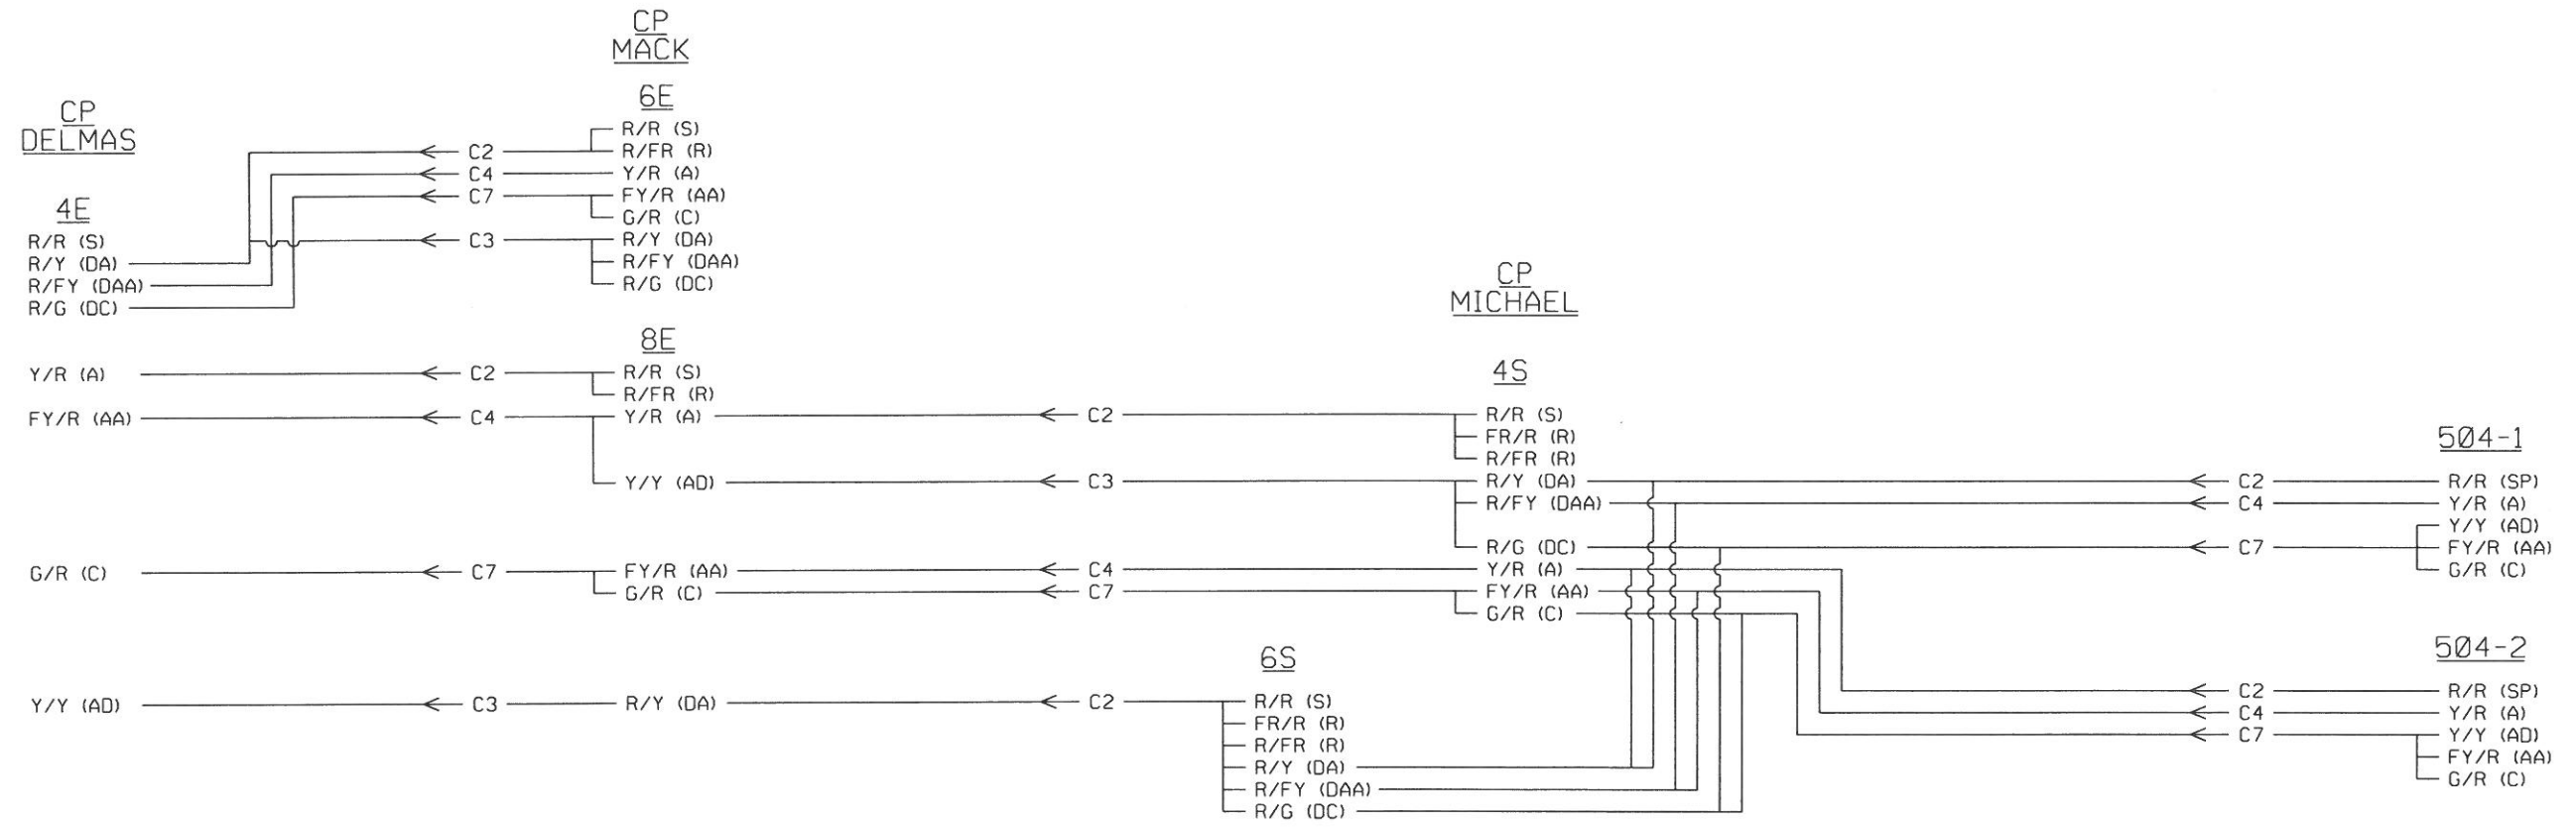 CP
MACK
6E
R/R (S)
C2 R/FR (R)
C4 Y/R (A)
C7 FY/R (AA)
G/R (C)
C3 R/Y (DA)
R/FY (DAA)
R/G (DC)
CP
DELMAS
4E
R/R (S)
R/Y (DA)
R/FY (DAA)
R/G (DC)
CP
MICHAEL
8E
Y/R (A) C2 R/R (S)
R/FR (R)
FY/R (AA) C4 Y/R (A) C2
Y/Y (AD) C3
G/R (C) C7 FY/R (AA) C4
G/R (C) C7
Y/Y (AD) C3 R/Y (DA) C2
4S
R/R (S)
FR/R (R)
R/FR (R)
R/Y (DA)
R/FY (DAA)
R/G (DC)
Y/R (A)
FY/R (AA)
G/R (C)
6S
R/R (S)
FR/R (R)
R/FR (R)
R/Y (DA)
R/FY (DAA)
R/G (DC)
504-1
C2 R/R (SP)
C4 Y/R (A)
Y/Y (AD)
C7 FY/R (AA)
G/R (C)
504-2
C2 R/R (SP)
C4 Y/R (A)
C7 Y/Y (AD)
FY/R (AA)
G/R (C)